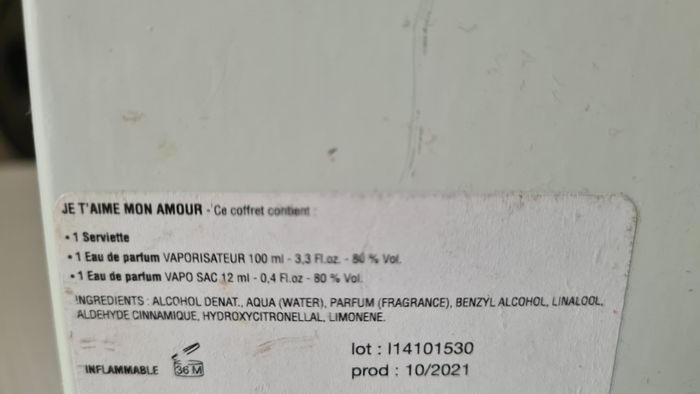 JE T'AIME MON AMOUR - Ce coffret contient :
• 1 Serviette
• 1 Eau de parfum VAPORISATEUR 100 ml - 3,3 Fl.oz. - 80 % Vol.
• 1 Eau de parfum VAPO SAC 12 ml - 0,4 Fl.oz - 80 % Vol.
INGREDIENTS : ALCOHOL DENAT., AQUA (WATER), PARFUM (FRAGRANCE), BENZYL ALCOHOL, LINALOOL,
ALDEHYDE CINNAMIQUE, HYDROXYCITRONELLAL, LIMONENE.
INFLAMMABLE 36 M
lot : I14101530
prod : 10/2021